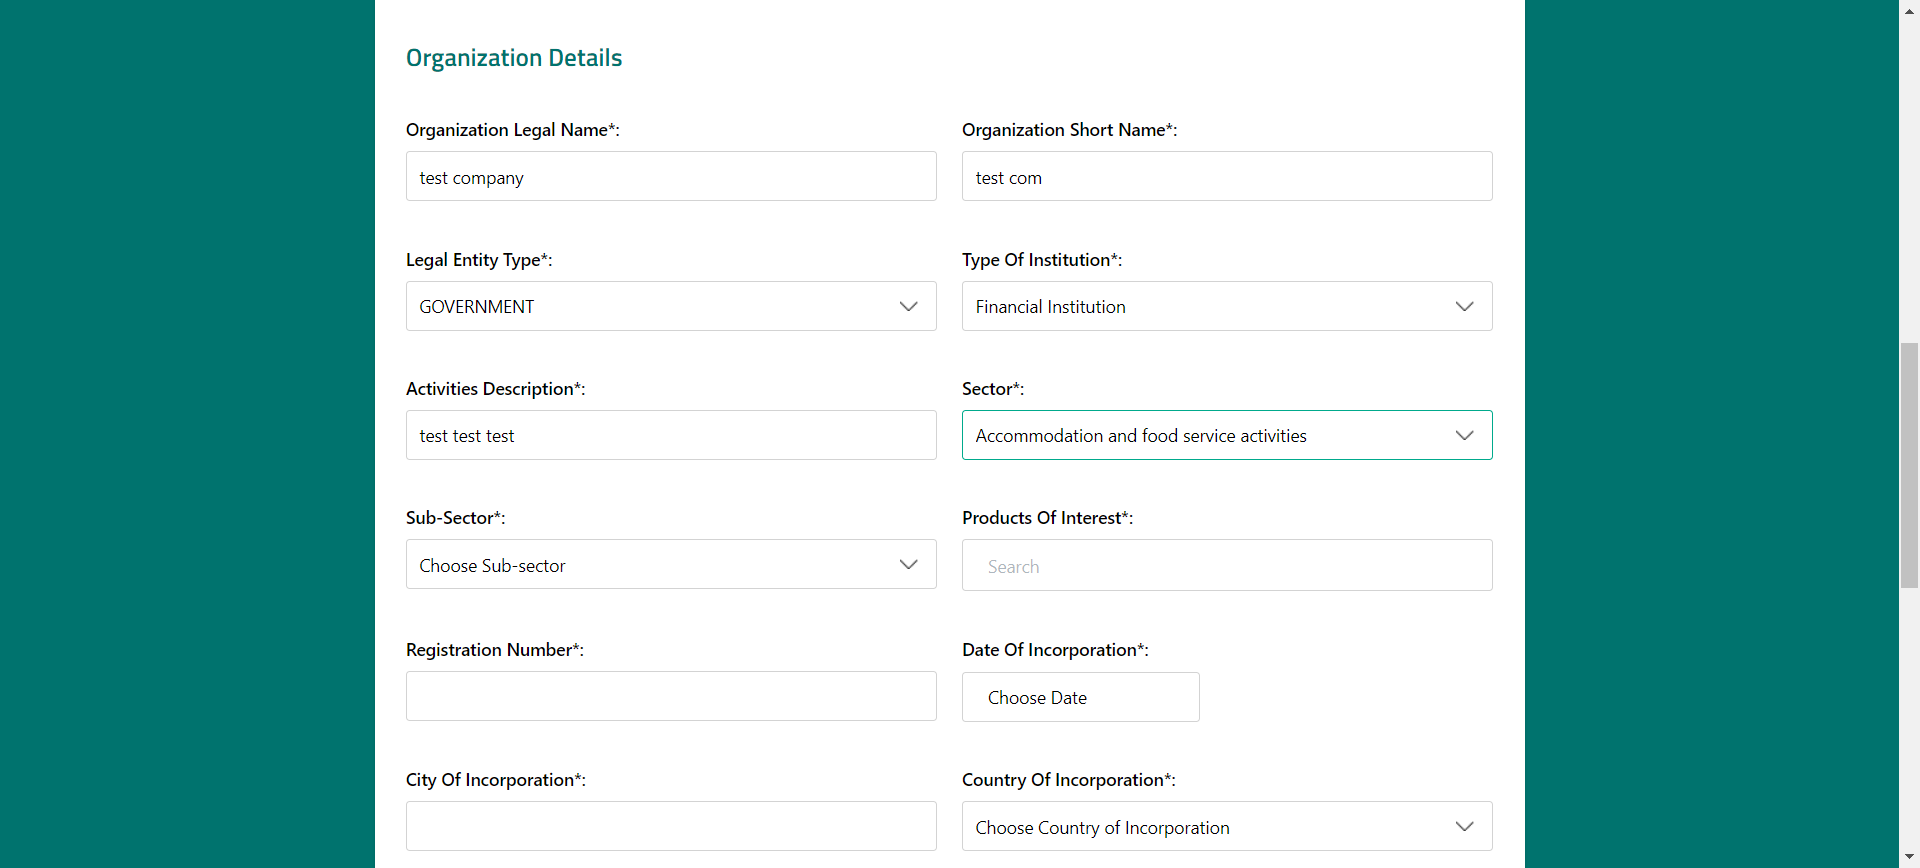 Organization Details
Organization Legal Name*:
Organization Short Name*:
test company
test com
Legal Entity Type*:
Type Of Institution*:
GOVERNMENT
Financial Institution
Activities Description*:
Sector*:
test test test
Accommodation and food service activities
Sub-Sector*:
Products Of Interest*:
Choose Sub-sector
Search
Registration Number*:
Date Of Incorporation*:
Choose Date
City Of Incorporation*:
Country Of Incorporation*:
Choose Country of Incorporation